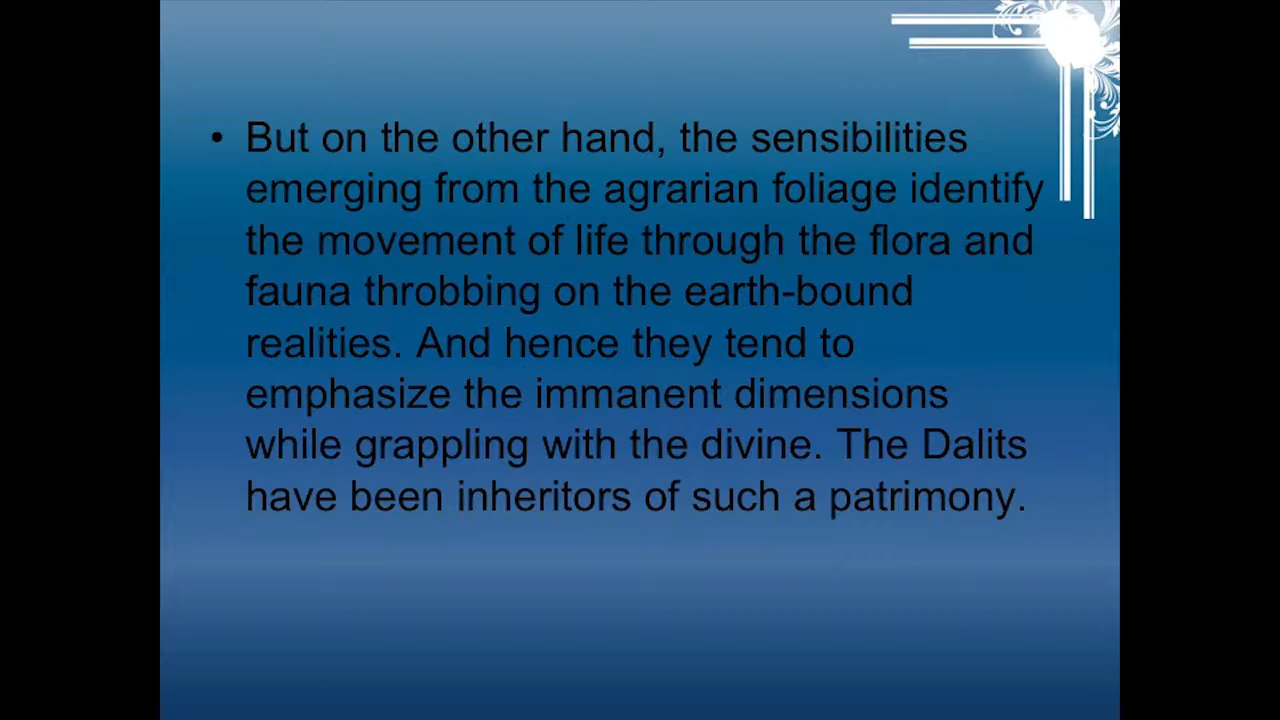 • But on the other hand, the sensibilities
emerging from the agrarian foliage identify
the movement of life through the flora and
fauna throbbing on the earth-bound
realities. And hence they tend to
emphasize the immanent dimensions
while grappling with the divine. The Dalits
have been inheritors of such a patrimony.